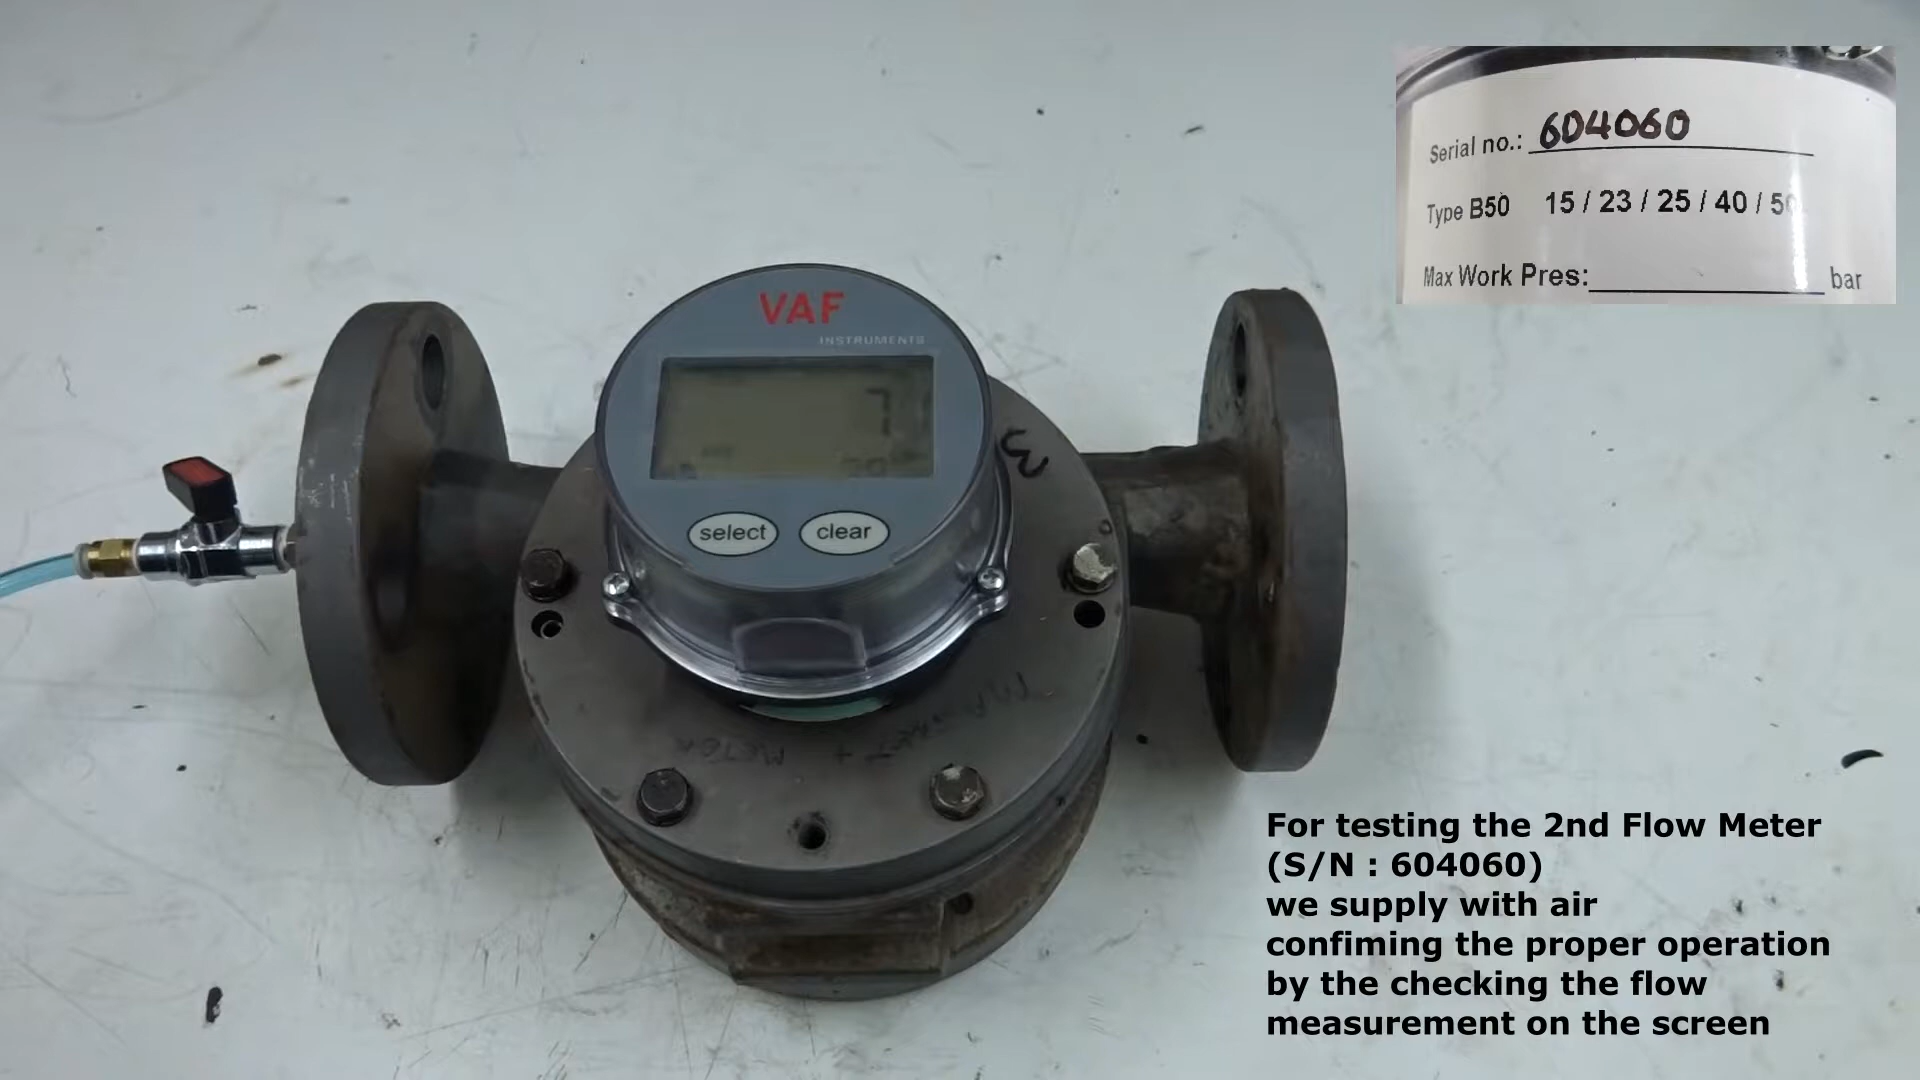 Serial no.: 604060
Type B50 15 / 23 / 25 / 40 / 50
Max Work Pres: bar
VAF
INSTRUMENTS
7
select
clear
3
+ METER
For testing the 2nd Flow Meter
(S/N : 604060)
we supply with air
confiming the proper operation
by the checking the flow
measurement on the screen